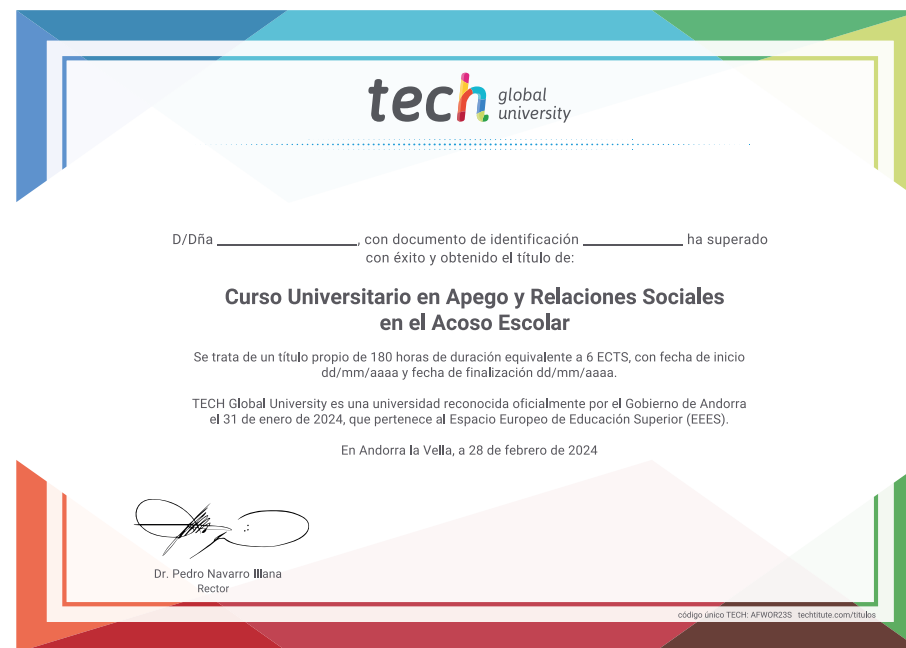 tech global university
D/Dña ____________________, con documento de identificación ______________ ha superado
con éxito y obtenido el título de:
Curso Universitario en Apego y Relaciones Sociales
en el Acoso Escolar
Se trata de un título propio de 180 horas de duración equivalente a 6 ECTS, con fecha de inicio
dd/mm/aaaa y fecha de finalización dd/mm/aaaa.
TECH Global University es una universidad reconocida oficialmente por el Gobierno de Andorra
el 31 de enero de 2024, que pertenece al Espacio Europeo de Educación Superior (EEES).
En Andorra la Vella, a 28 de febrero de 2024
Dr. Pedro Navarro Illana
Rector
código único TECH: AFWOR23S techtitute.com/titulos